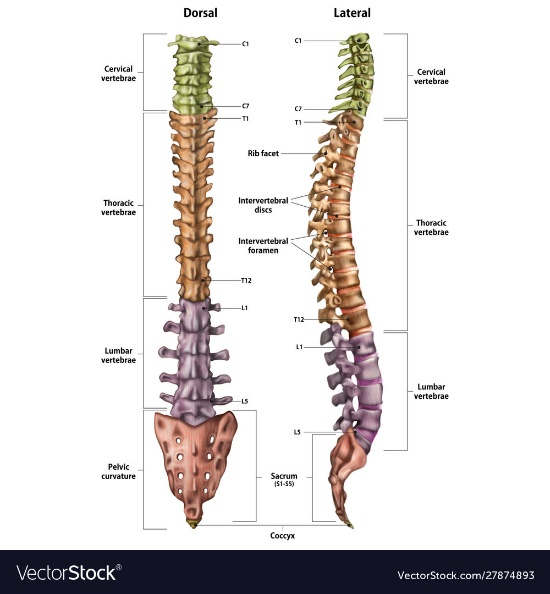 Dorsal
Lateral
C1
C1
Cervical
vertebrae
Cervical
vertebrae
C7
C7
T1
T1
Rib facet
Thoracic
vertebrae
Intervertebral
discs
Thoracic
vertebrae
Intervertebral
foramen
T12
L1
T12
Lumbar
vertebrae
L1
Lumbar
vertebrae
L5
L5
Pelvic
curvature
Sacrum
(S1-S5)
Coccyx
VectorStock®
VectorStock.com/27874893